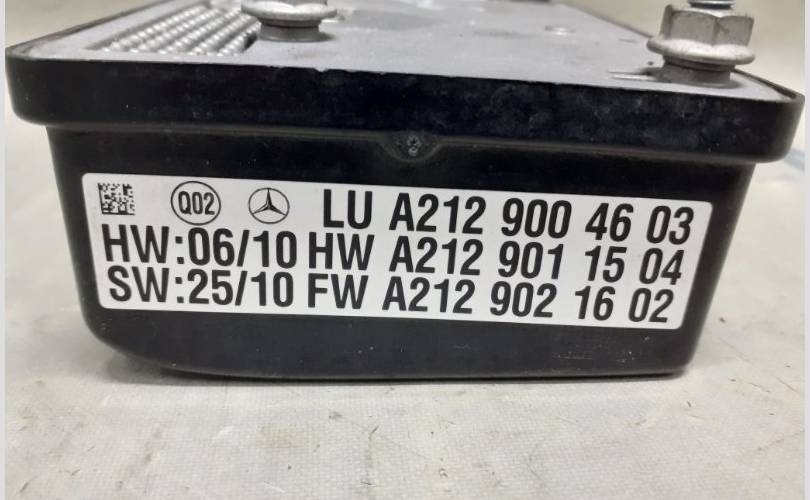 Q02 LU A212 900 46 03
HW:06/10 HW A212 901 15 04
SW:25/10 FW A212 902 16 02